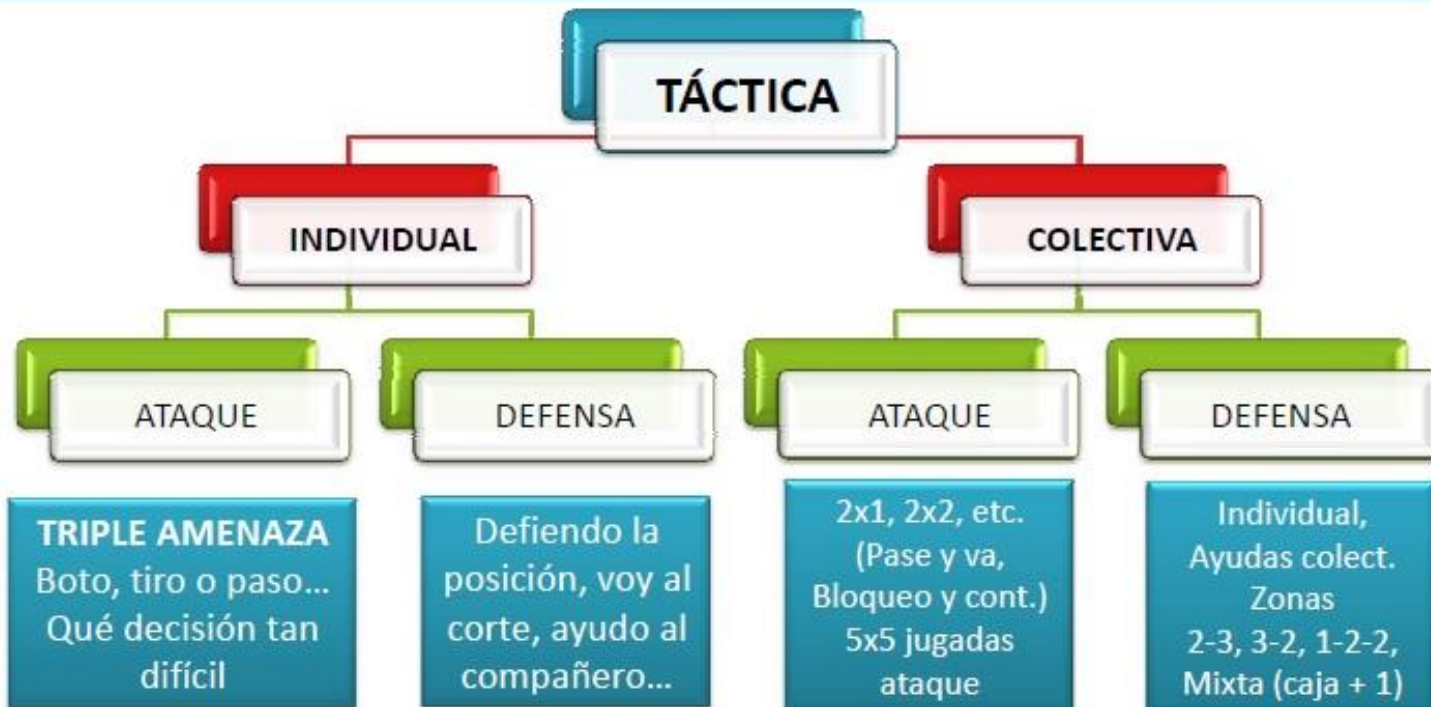 TÁCTICA
INDIVIDUAL
COLECTIVA
ATAQUE
DEFENSA
ATAQUE
DEFENSA
TRIPLE AMENAZA
Boto, tiro o paso...
Qué decisión tan
difícil
Defiendo la
posición, voy al
corte, ayudo al
compañero...
2x1, 2x2, etc.
(Pase y va,
Bloqueo y cont.)
5x5 jugadas
ataque
Individual,
Ayudas colect.
Zonas
2-3, 3-2, 1-2-2,
Mixta (caja + 1)